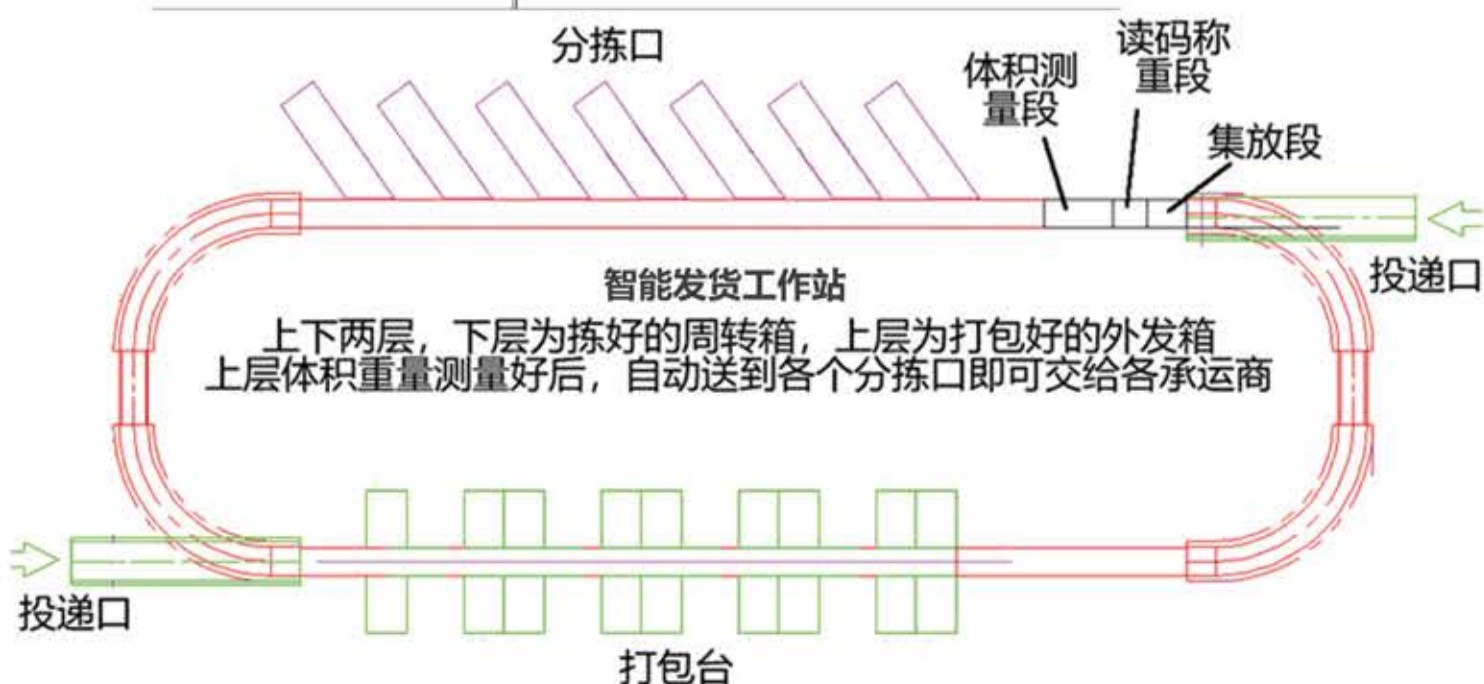 分拣口
读码称
重段
体积测
量段
集放段
投递口
智能发货工作站
上下两层，下层为拣好的周转箱，上层为打包好的外发箱
上层体积重量测量好后，自动送到各个分拣口即可交给各承运商
投递口
打包台